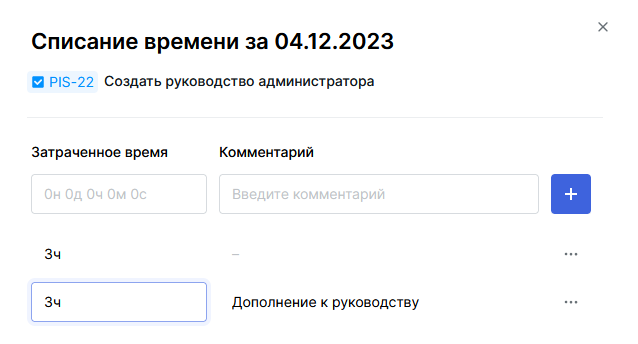 Списание времени за 04.12.2023
PIS-22 Создать руководство администратора
Затраченное время Комментарий
0н 0д 0ч 0м 0с Введите комментарий
3ч –
3ч Дополнение к руководству